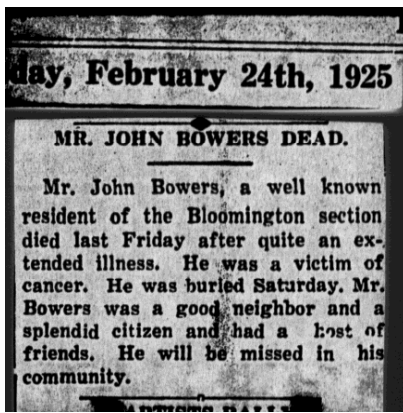 day, February 24th, 1925
MR. JOHN BOWERS DEAD.
Mr. John Bowers, a well known
resident of the Bloomington section
died last Friday after quite an ex-
tended illness. He was a victim of
cancer. He was buried Saturday. Mr.
Bowers was a good neighbor and a
splendid citizen and had a host of
friends. He will be missed in his
community.